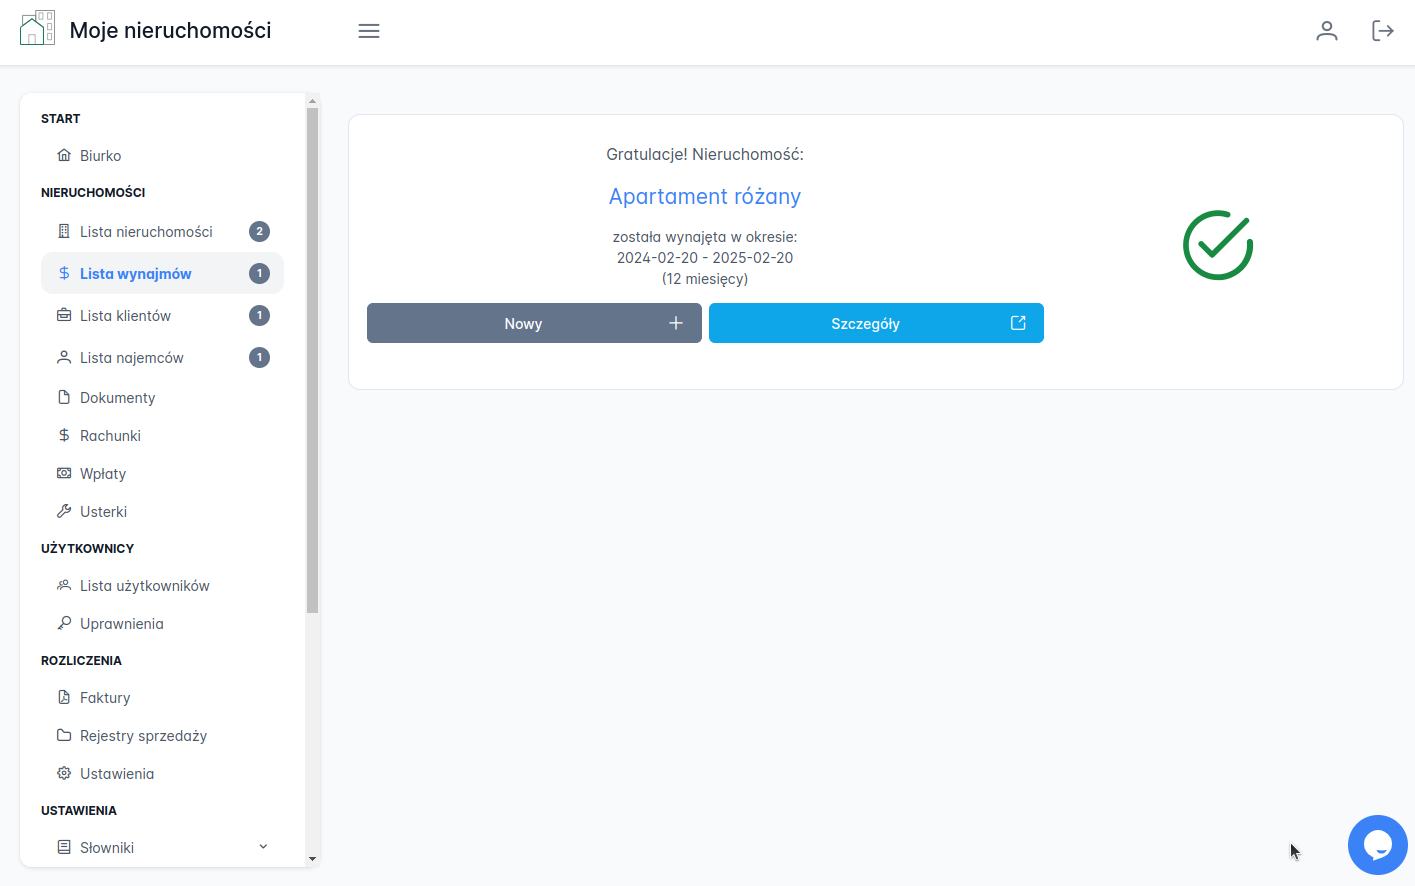 Moje nieruchomości
START
Biurko
NIERUCHOMOŚCI
Lista nieruchomości 2
Lista wynajmów 1
Lista klientów 1
Lista najemców 1
Dokumenty
Rachunki
Wpłaty
Usterki
UŻYTKOWNICY
Lista użytkowników
Uprawnienia
ROZLICZENIA
Faktury
Rejestry sprzedaży
Ustawienia
USTAWIENIA
Słowniki
Gratulacje! Nieruchomość:
Apartament różany
została wynajęta w okresie:
2024-02-20 - 2025-02-20
(12 miesięcy)
Nowy
Szczegóły